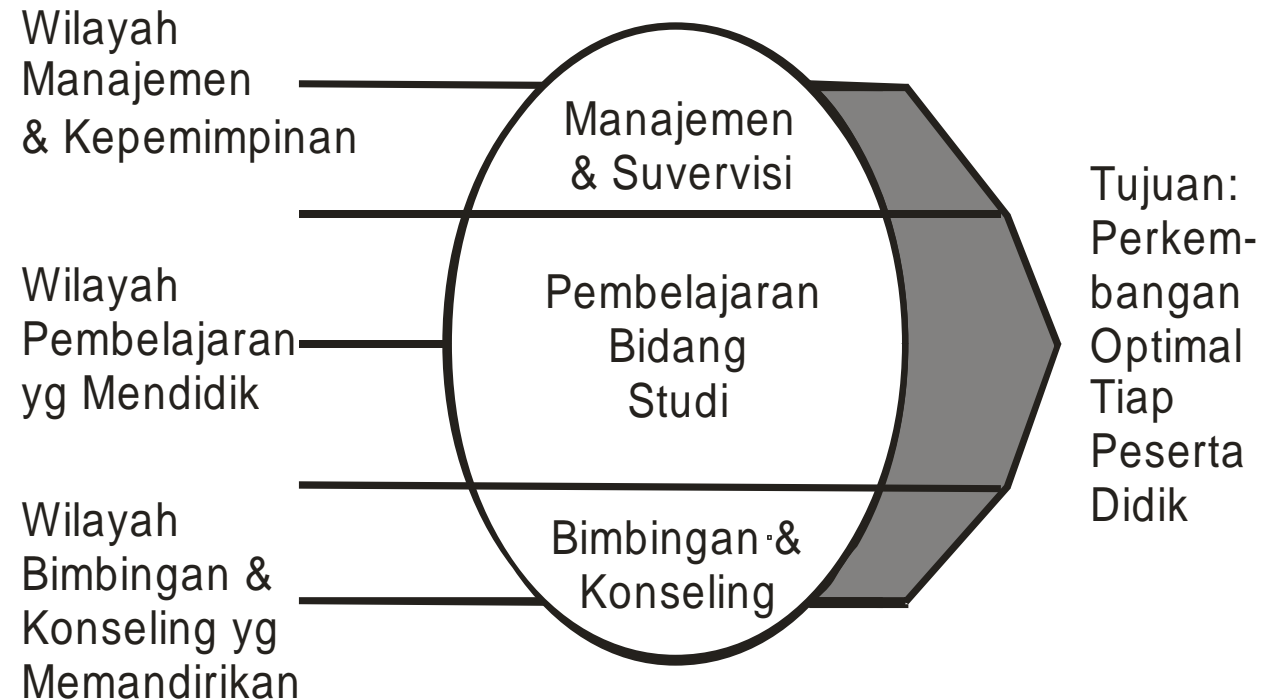 Wilayah
Manajemen
& Kepemimpinan
Wilayah
Pembelajaran
yg Mendidik
Wilayah
Bimbingan &
Konseling yg
Memandirikan
Manajemen
& Suvervisi
Pembelajaran
Bidang
Studi
Bimbingan &
Konseling
Tujuan:
Perkem-
bangan
Optimal
Tiap
Peserta
Didik